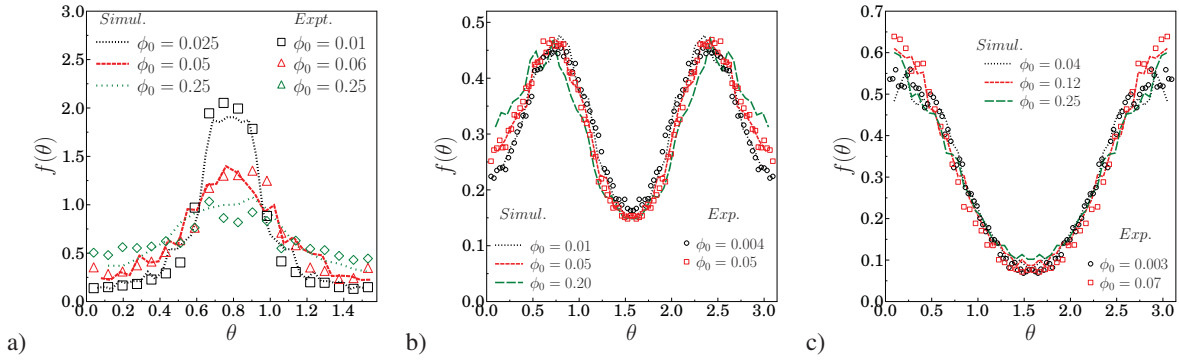 Simul. Expt.
ϕ0 = 0.025 ϕ0 = 0.01
ϕ0 = 0.05 ϕ0 = 0.06
ϕ0 = 0.25 ϕ0 = 0.25
f(θ)
3.0
2.5
2.0
1.5
1.0
0.5
0.0
0.0 0.2 0.4 0.6 0.8 1.0 1.2 1.4
θ
a)
f(θ)
0.5
0.4
0.3
0.2
0.1
Simul. Exp.
ϕ0 = 0.01 ϕ0 = 0.004
ϕ0 = 0.05 ϕ0 = 0.05
ϕ0 = 0.20
0.0 0.5 1.0 1.5 2.0 2.5 3.0
θ
b)
f(θ)
0.7
0.6
0.5
0.4
0.3
0.2
0.1
0.0
Simul.
ϕ0 = 0.04
ϕ0 = 0.12
ϕ0 = 0.25
Exp.
ϕ0 = 0.003
ϕ0 = 0.07
0.0 0.5 1.0 1.5 2.0 2.5 3.0
θ
c)